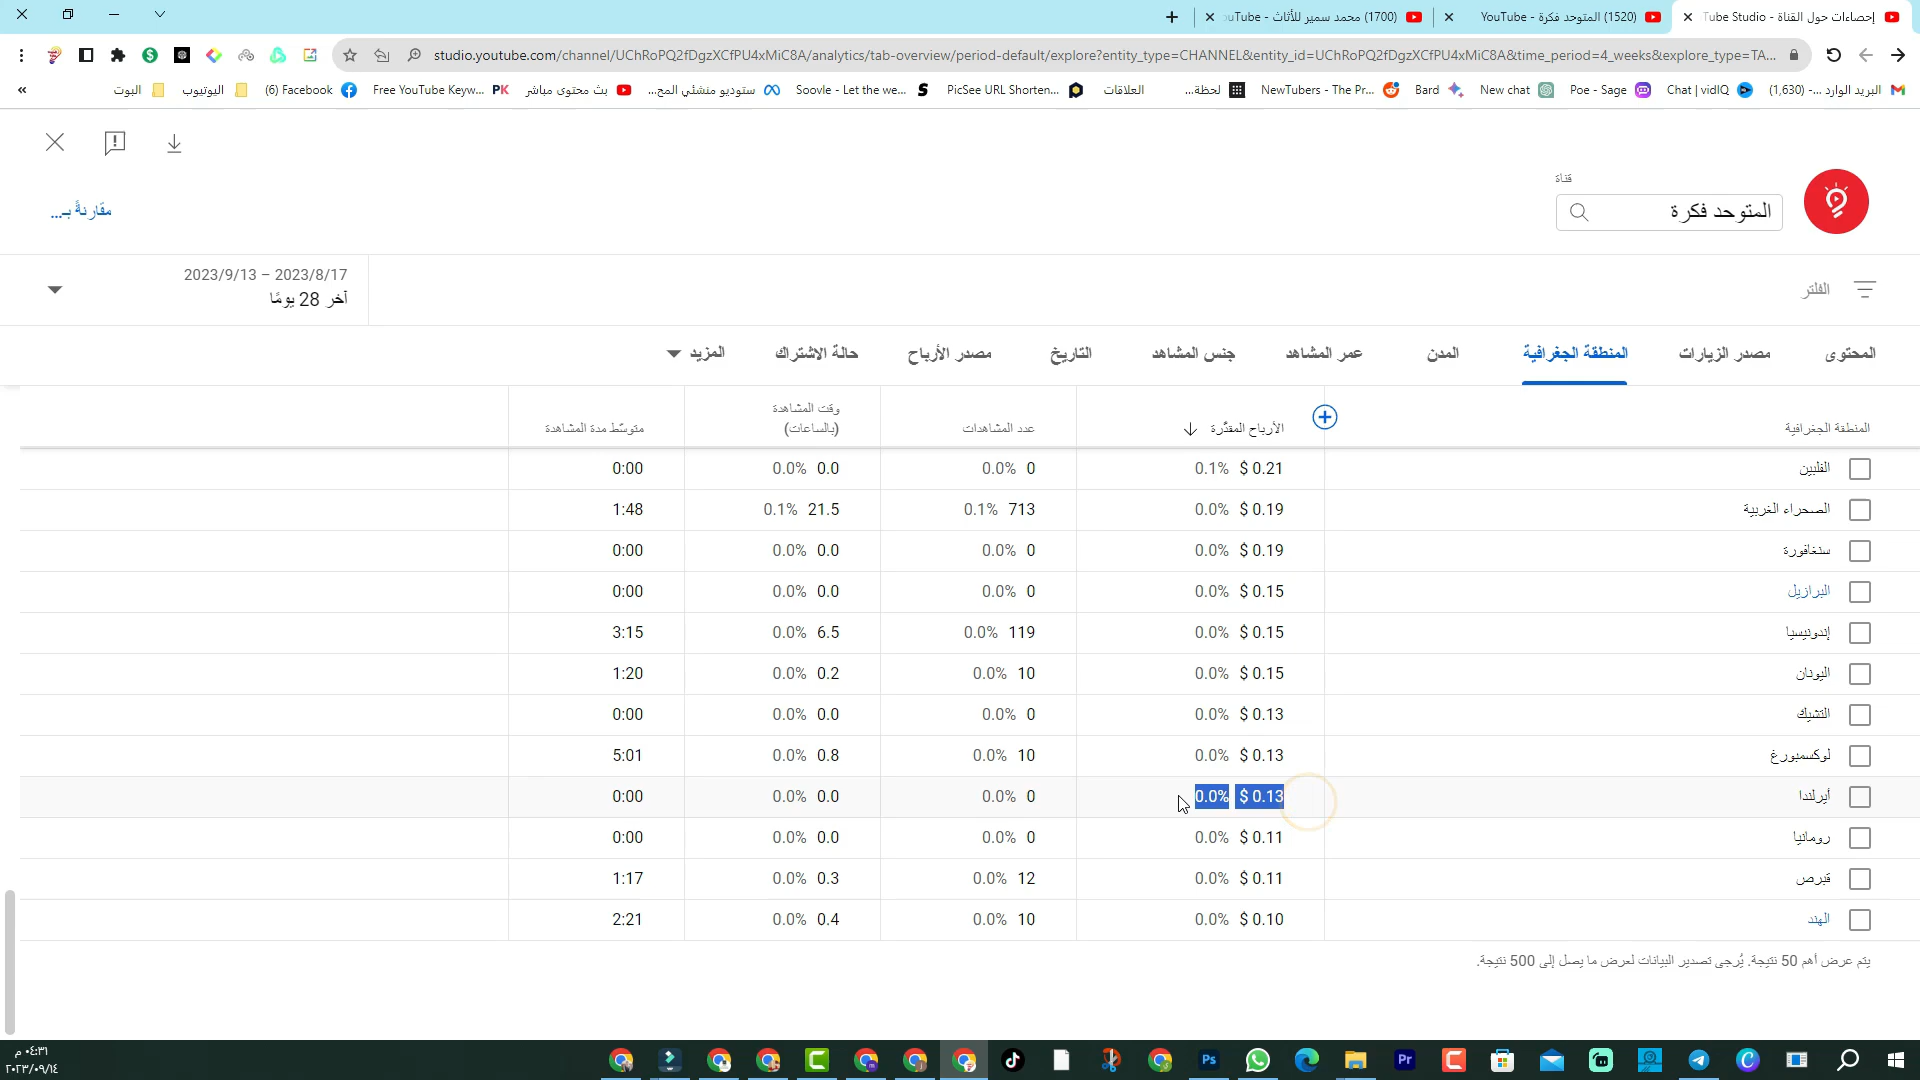 إحصاءات حول القناة - Tube Studio
(1520) المتوحد فكرة - YouTube
(1700) محمد سمير للأثاث - ouTube
studio.youtube.com/channel/UChRoPQ2fDgzXCfPU4xMiC8A/analytics/tab-overview/period-default/explore?entity_type=CHANNEL&entity_id=UChRoPQ2fDgzXCfPU4xMiC8A&time_period=4_weeks&explore_type=TA...
البريد الوارد -... (1,630)
Chat | vidIQ
Poe - Sage
New chat
Bard
NewTubers - The Pr...
لحظة...
العلاقات
PicSee URL Shorten...
Soovle - Let the we...
ستوديو منشئي المح...
بث محتوى مباشر
Free YouTube Keyw...
PK
(6) Facebook
اليوتيوب
البوت
قناة
المتوحد فكرة
مقارنةً بـ...
الفلتر
2023/8/17 – 2023/9/13
آخر 28 يومًا
المحتوى
مصدر الزيارات
المنطقة الجغرافية
المدن
عمر المشاهد
جنس المشاهد
التاريخ
مصدر الأرباح
حالة الاشتراك
المزيد
المنطقة الجغرافية
الأرباح المقدَّرة
عدد المشاهدات
وقت المشاهدة
(بالساعات)
متوسّط مدة المشاهدة
الفلبين $ 0.21 0.1% 0 0.0% 0.0 0.0% 0:00
الصحراء الغربية $ 0.19 0.0% 713 0.1% 21.5 0.1% 1:48
سنغافورة $ 0.19 0.0% 0 0.0% 0.0 0.0% 0:00
البرازيل $ 0.15 0.0% 0 0.0% 0.0 0.0% 0:00
إندونيسيا $ 0.15 0.0% 119 0.0% 6.5 0.0% 3:15
اليونان $ 0.15 0.0% 10 0.0% 0.2 0.0% 1:20
التشيك $ 0.13 0.0% 0 0.0% 0.0 0.0% 0:00
لوكسمبورغ $ 0.13 0.0% 10 0.0% 0.8 0.0% 5:01
أيرلندا $ 0.13 0.0% 0 0.0% 0.0 0.0% 0:00
رومانيا $ 0.11 0.0% 0 0.0% 0.0 0.0% 0:00
قبرص $ 0.11 0.0% 12 0.0% 0.3 0.0% 1:17
الهند $ 0.10 0.0% 10 0.0% 0.4 0.0% 2:21
يتم عرض أهم 50 نتيجة. يُرجى تصدير البيانات لعرض ما يصل إلى 500 نتيجة.
Ps
Pr
٠٤:٣١ م
٢٠٢٣/٠٩/١٤